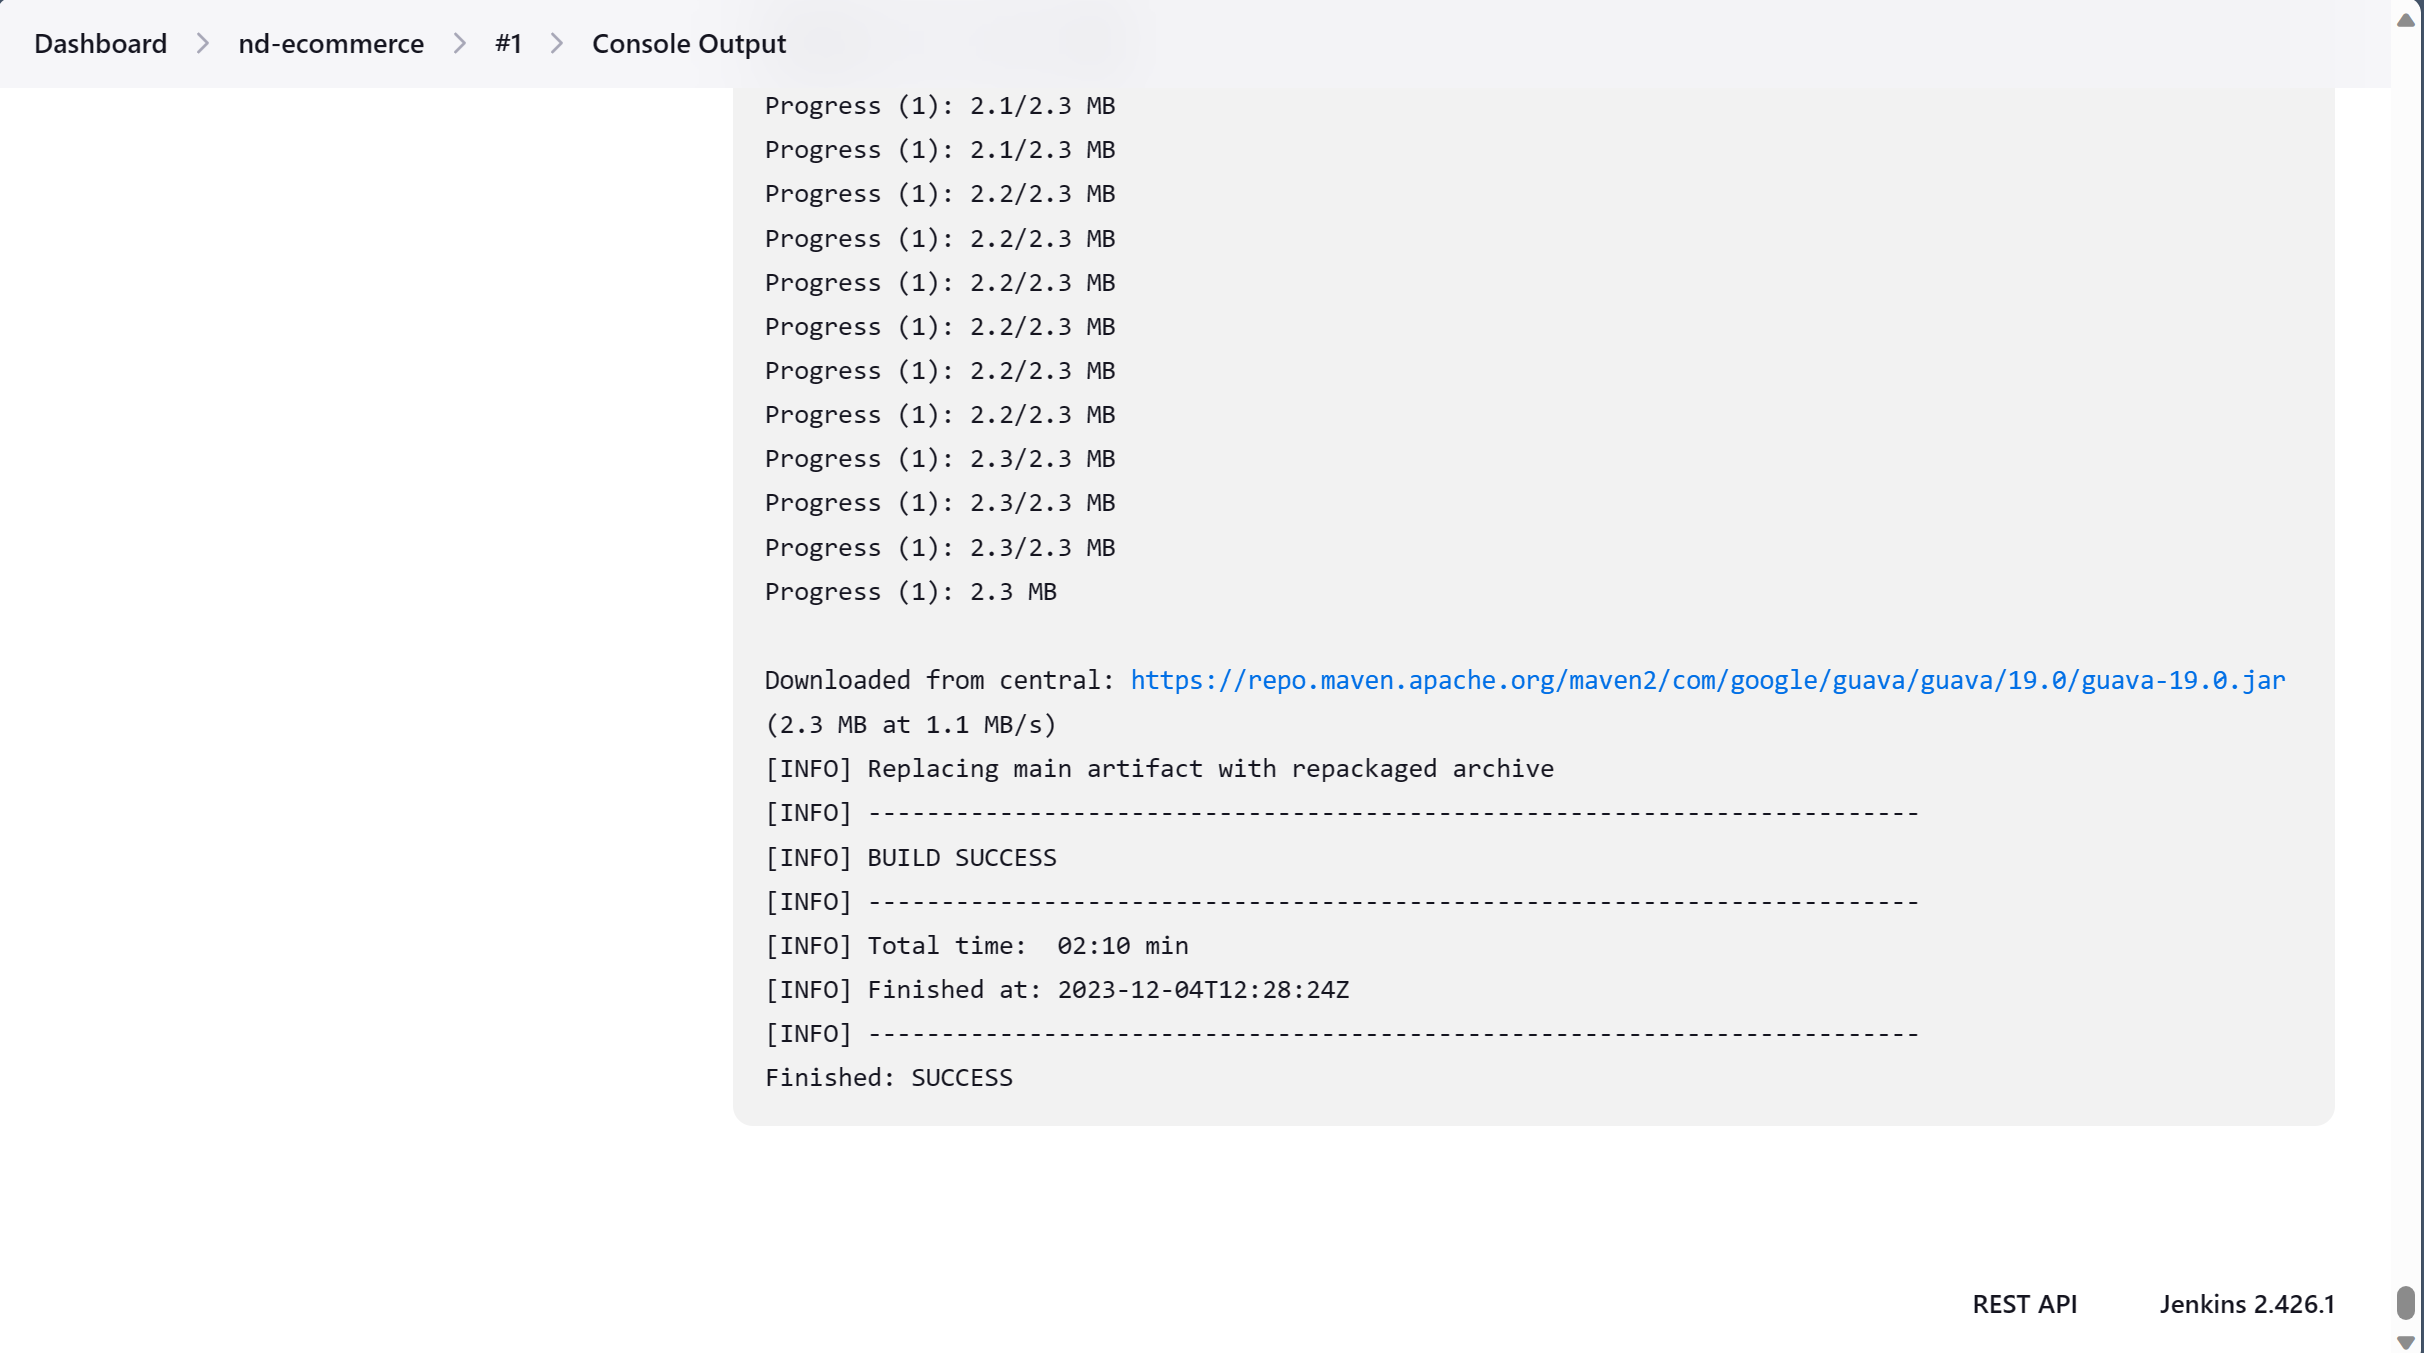 Dashboard > nd-ecommerce > #1 > Console Output
Progress (1): 2.1/2.3 MB
Progress (1): 2.1/2.3 MB
Progress (1): 2.2/2.3 MB
Progress (1): 2.2/2.3 MB
Progress (1): 2.2/2.3 MB
Progress (1): 2.2/2.3 MB
Progress (1): 2.2/2.3 MB
Progress (1): 2.2/2.3 MB
Progress (1): 2.3/2.3 MB
Progress (1): 2.3/2.3 MB
Progress (1): 2.3/2.3 MB
Progress (1): 2.3 MB
Downloaded from central: https://repo.maven.apache.org/maven2/com/google/guava/guava/19.0/guava-19.0.jar
(2.3 MB at 1.1 MB/s)
[INFO] Replacing main artifact with repackaged archive
[INFO] ------------------------------------------------------------------------
[INFO] BUILD SUCCESS
[INFO] ------------------------------------------------------------------------
[INFO] Total time:  02:10 min
[INFO] Finished at: 2023-12-04T12:28:24Z
[INFO] ------------------------------------------------------------------------
Finished: SUCCESS
REST API Jenkins 2.426.1